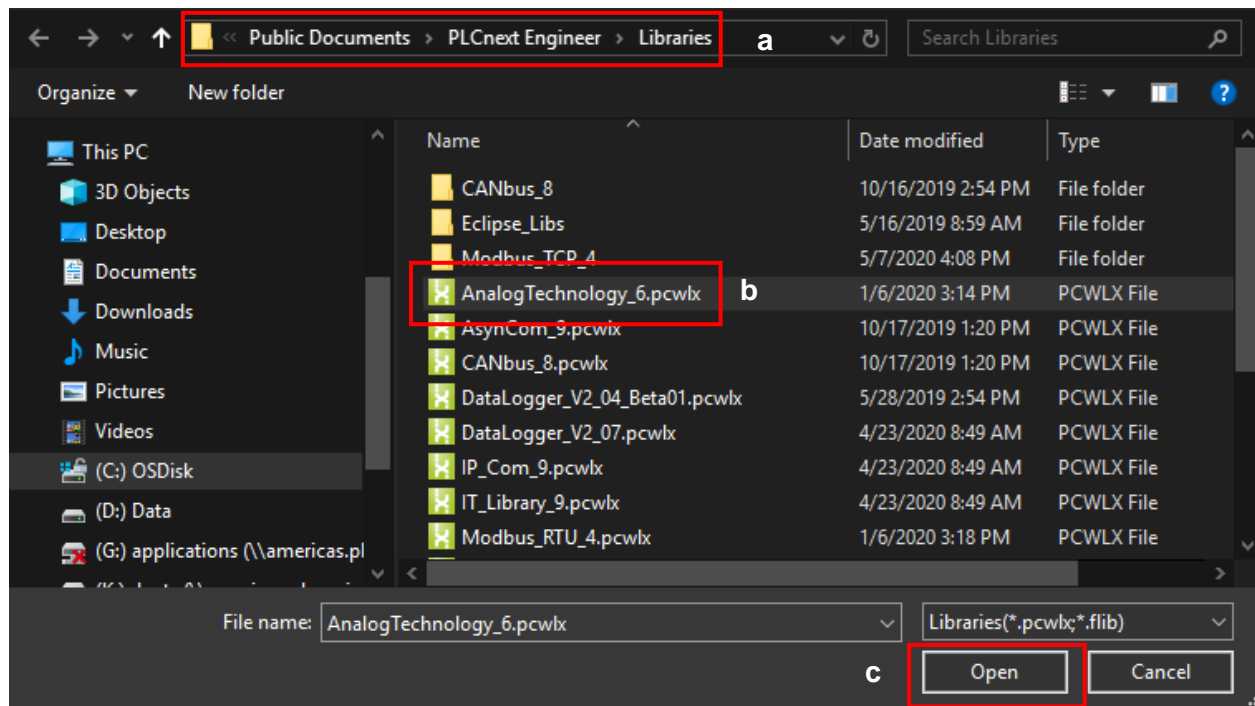 « Public Documents > PLCnext Engineer > Libraries a Search Libraries
Organize New folder ?
Name Date modified Type
This PC
3D Objects
Desktop
Documents
Downloads
Music
Pictures
Videos
(C:) OSDisk
(D:) Data
(G:) applications (\\americas.pl
CANbus_8 10/16/2019 2:54 PM File folder
Eclipse_Libs 5/16/2019 8:59 AM File folder
Modbus_TCP_4 5/7/2020 4:08 PM File folder
AnalogTechnology_6.pcwlx b 1/6/2020 3:14 PM PCWLX File
AsynCom_9.pcwlx 10/17/2019 1:20 PM PCWLX File
CANbus_8.pcwlx 10/17/2019 1:20 PM PCWLX File
DataLogger_V2_04_Beta01.pcwlx 5/28/2019 2:54 PM PCWLX File
DataLogger_V2_07.pcwlx 4/23/2020 8:49 AM PCWLX File
IP_Com_9.pcwlx 4/23/2020 8:49 AM PCWLX File
IT_Library_9.pcwlx 4/23/2020 8:49 AM PCWLX File
Modbus_RTU_4.pcwlx 1/6/2020 3:18 PM PCWLX File
File name: AnalogTechnology_6.pcwlx Libraries(*.pcwlx;*.flib)
c Open Cancel